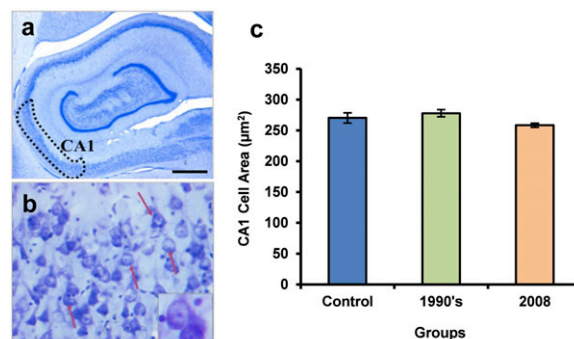 a
CA1
b
c
CA1 Cell Area (µm²)
350
300
250
200
150
100
50
0
Control 1990's 2008
Groups